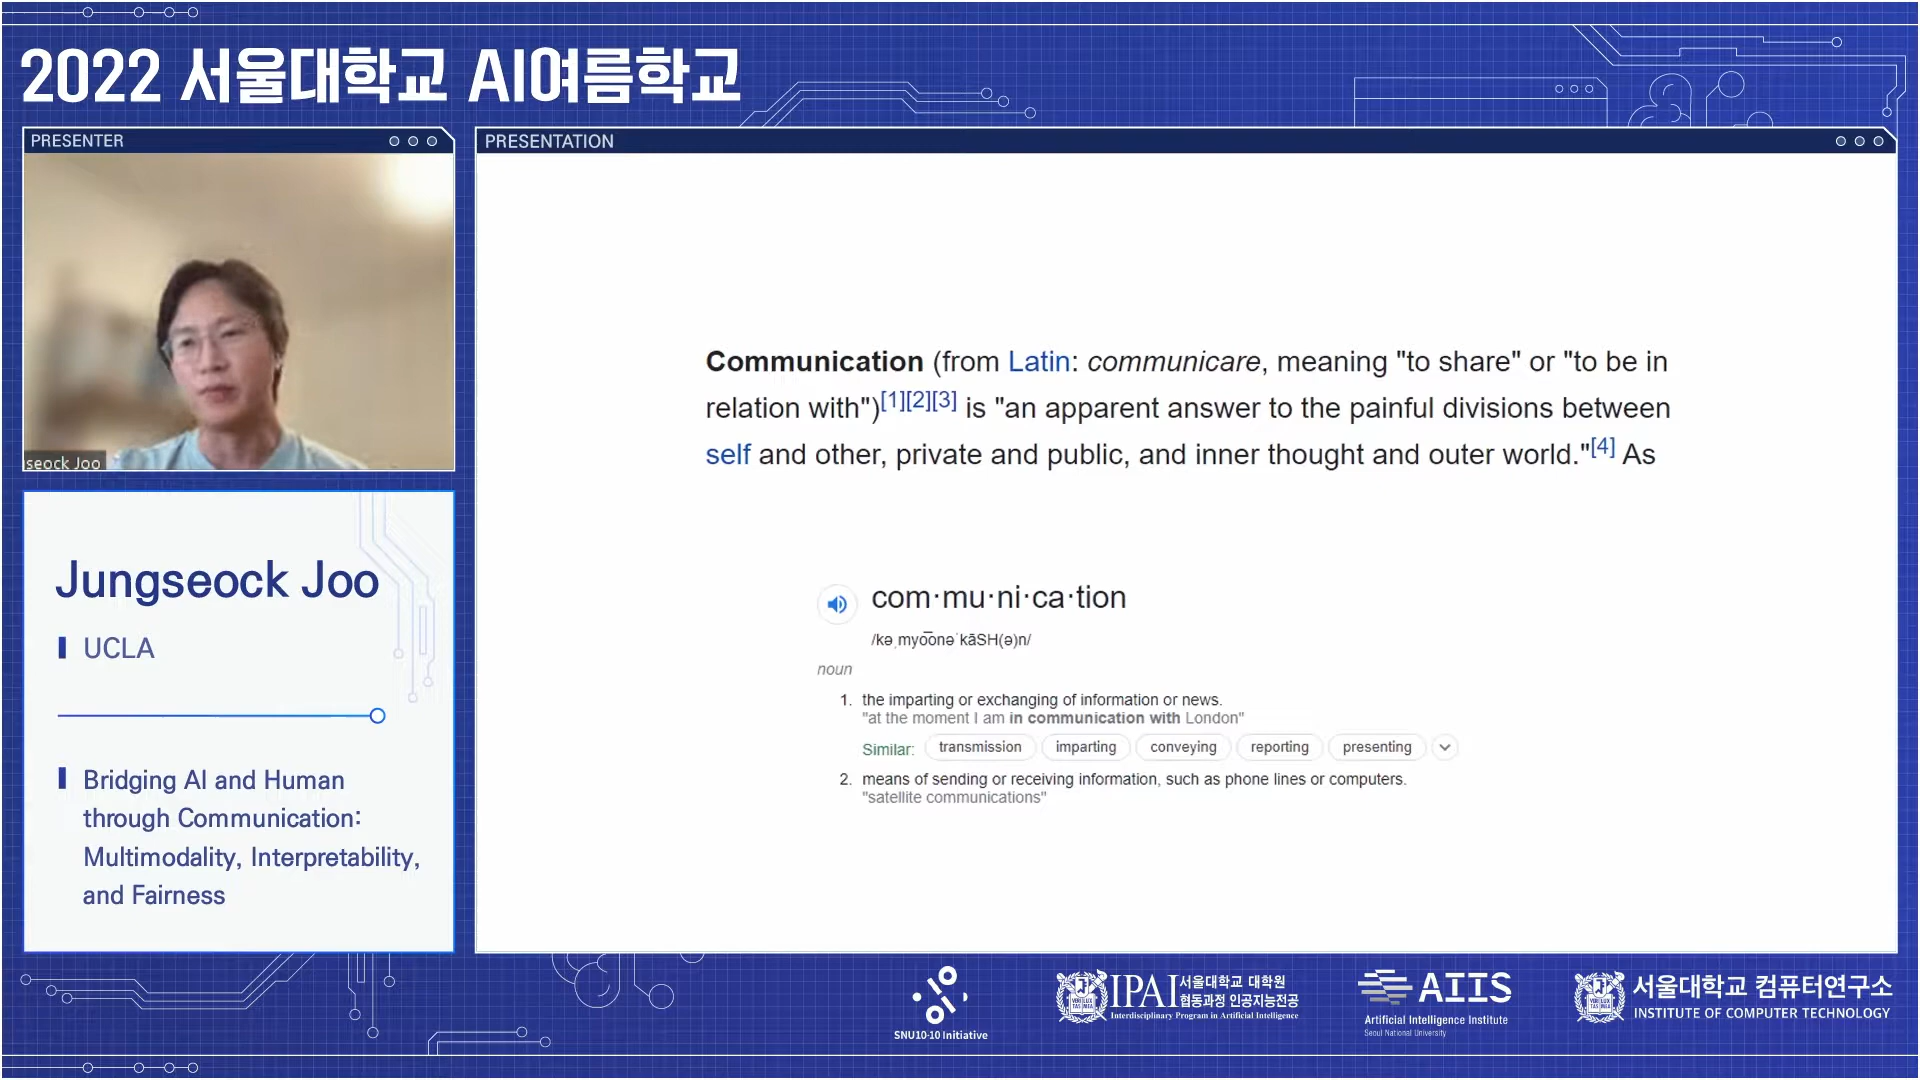 2022 서울대학교 AI여름학교
PRESENTER
seock Joo
Jungseock Joo
UCLA
Bridging AI and Human
through Communication:
Multimodality, Interpretability,
and Fairness
PRESENTATION
Communication (from Latin: communicare, meaning "to share" or "to be in
relation with")[1][2][3] is "an apparent answer to the painful divisions between
self and other, private and public, and inner thought and outer world."[4] As
com·mu·ni·ca·tion
/kəˌmyo͞onəˈkāSH(ə)n/
noun
1. the imparting or exchanging of information or news.
"at the moment I am in communication with London"
Similar: transmission imparting conveying reporting presenting
2. means of sending or receiving information, such as phone lines or computers.
"satellite communications"
SNU10·10 Initiative
IPAI 서울대학교 대학원
협동과정 인공지능전공
Interdisciplinary Program in Artificial Intelligence
AIIS
Artificial Intelligence Institute
Seoul National University
서울대학교 컴퓨터연구소
INSTITUTE OF COMPUTER TECHNOLOGY